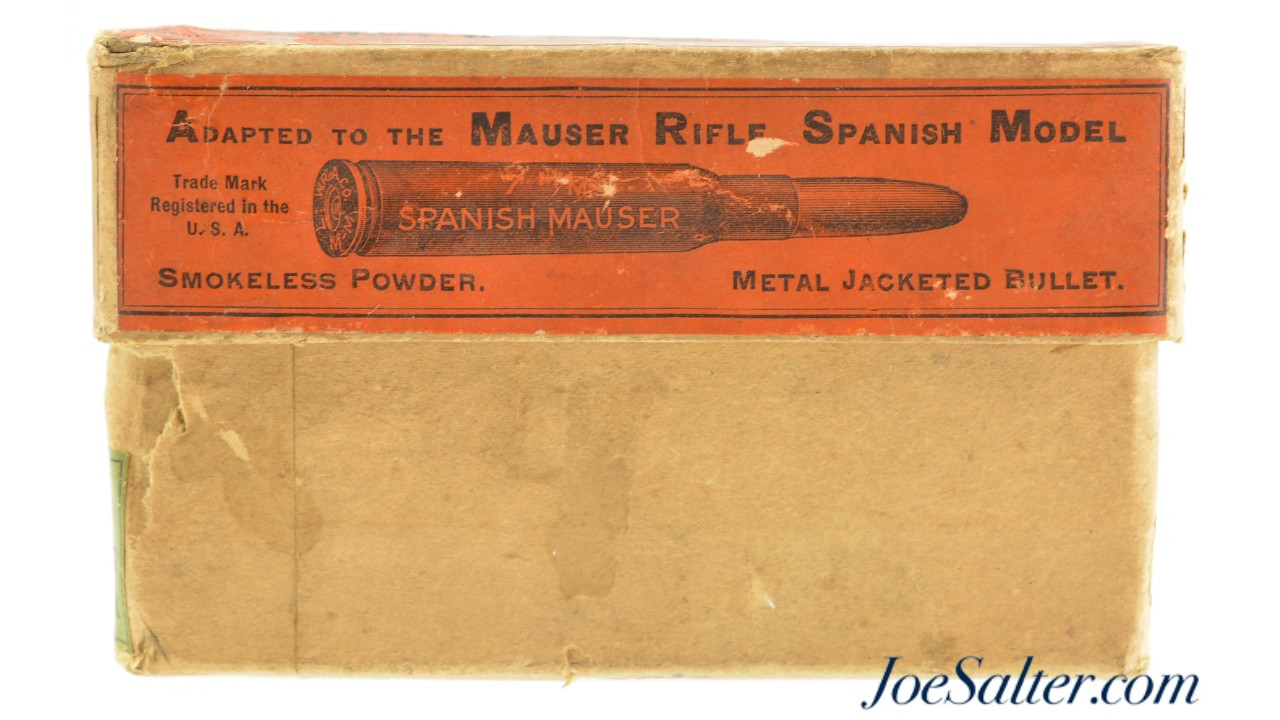 ADAPTED TO THE MAUSER RIFLE SPANISH MODEL
Trade Mark
Registered in the
U. S. A.
W.R.A.CO.
SPANISH MAUSER
SMOKELESS POWDER.
METAL JACKETED BULLET.
JoeSalter.com